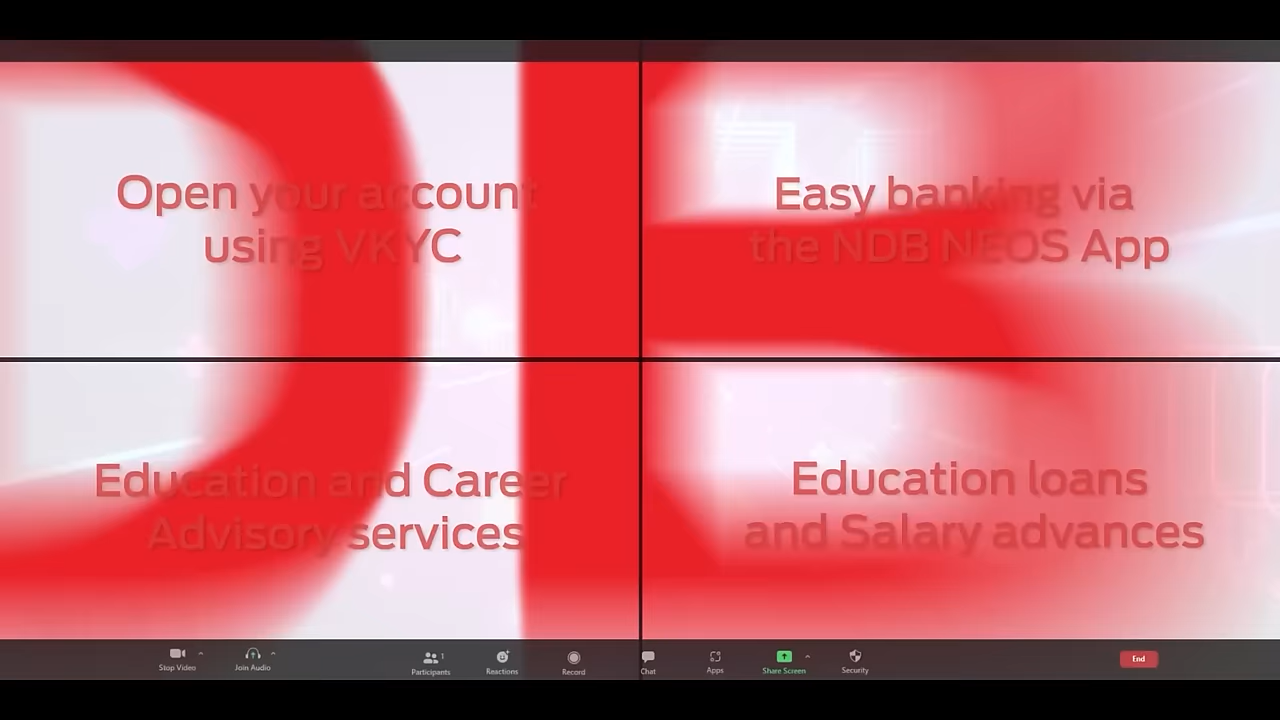 Open your account
using VKYC
Easy banking via
the NDB NEOS App
Education and Career
Advisory services
Education loans
and Salary advances
Stop Video
Join Audio
1
Participants
Reactions
Record
Chat
Apps
Share Screen
Security
End